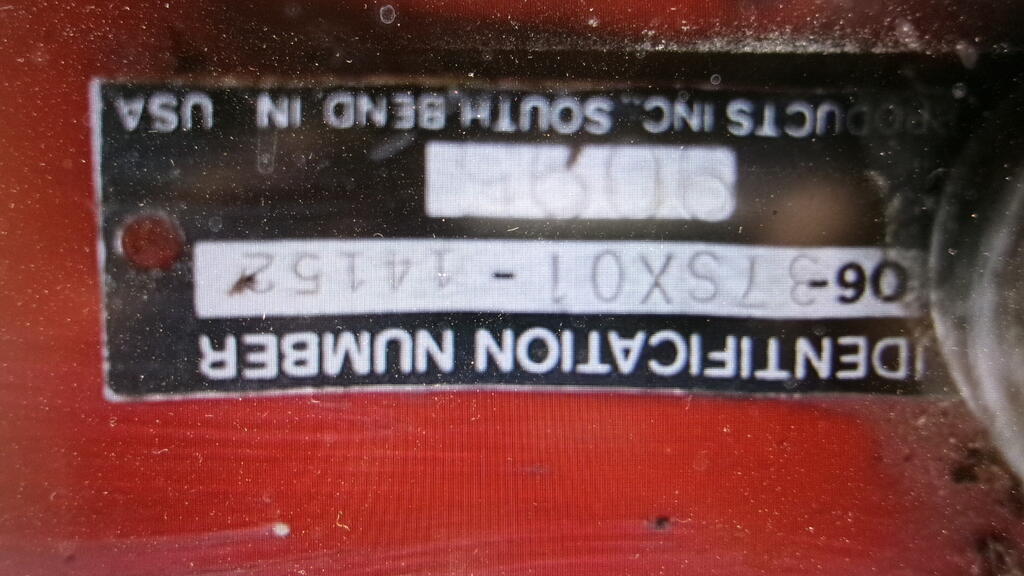 IDENTIFICATION NUMBER
06-37SX01 - 14152
PRODUCTS INC., SOUTH BEND, IN USA